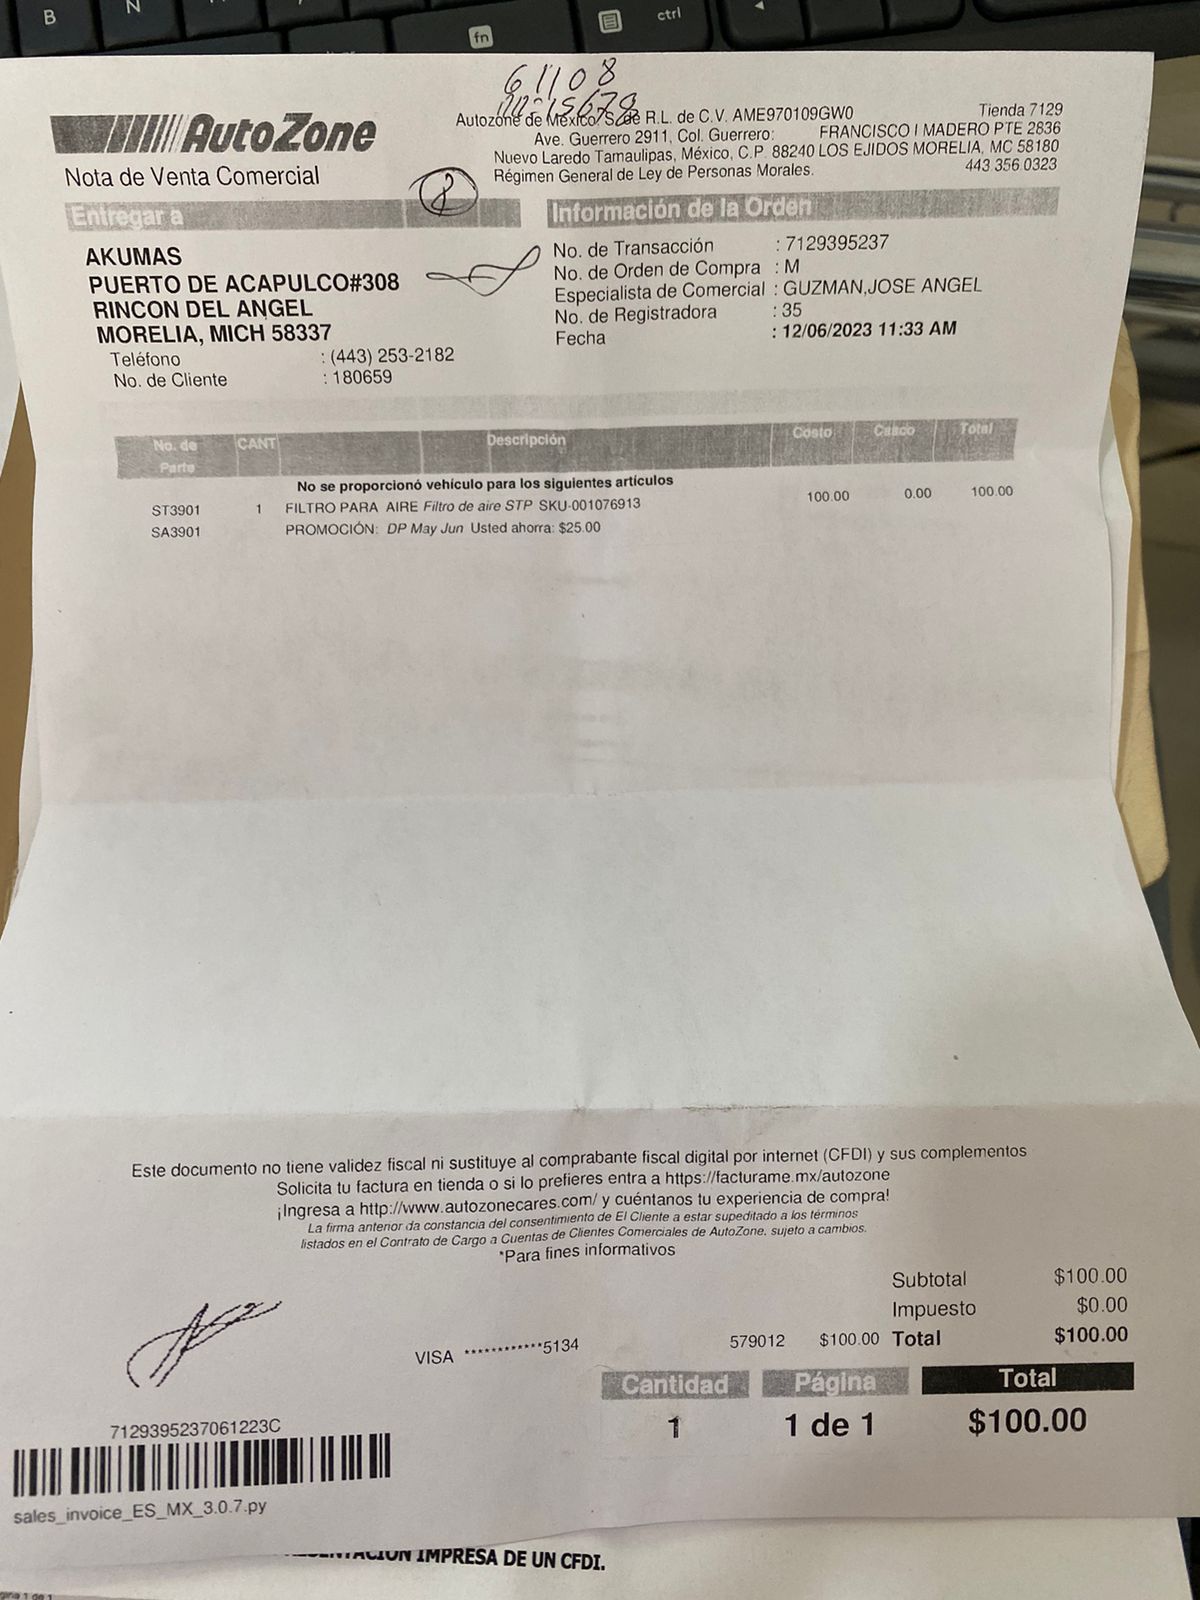 B
N
fn
ctrl
61108
AutoZone
Nota de Venta Comercial
Autozone de México S. de R.L. de C.V. AME970109GW0
Ave. Guerrero 2911, Col. Guerrero:
Nuevo Laredo Tamaulipas, México, C.P. 88240
Régimen General de Ley de Personas Morales.
Tienda 7129
FRANCISCO I MADERO PTE 2836
LOS EJIDOS MORELIA, MC 58180
443 356 0323
Entregar a
AKUMAS
PUERTO DE ACAPULCO#308
RINCON DEL ANGEL
MORELIA, MICH 58337
Teléfono : (443) 253-2182
No. de Cliente : 180659
Información de la Orden
No. de Transacción : 7129395237
No. de Orden de Compra : M
Especialista de Comercial : GUZMAN,JOSE ANGEL
No. de Registradora : 35
Fecha : 12/06/2023 11:33 AM
No. de Parte CANT Descripción Costo Casco Total
No se proporcionó vehículo para los siguientes artículos
ST3901 1 FILTRO PARA AIRE Filtro de aire STP SKU-001076913 100.00 0.00 100.00
SA3901 PROMOCIÓN: DP May Jun Usted ahorra: $25.00
Este documento no tiene validez fiscal ni sustituye al comprobante fiscal digital por internet (CFDI) y sus complementos
Solicita tu factura en tienda o si lo prefieres entra a https://facturame.mx/autozone
¡Ingresa a http://www.autozonecares.com/ y cuéntanos tu experiencia de compra!
La firma anterior da constancia del consentimiento de El Cliente a estar supeditado a los términos
listados en el Contrato de Cargo a Cuentas de Clientes Comerciales de AutoZone, sujeto a cambios.
*Para fines informativos
Subtotal $100.00
Impuesto $0.00
VISA ************5134 579012 $100.00 Total $100.00
Cantidad Página Total
1 1 de 1 $100.00
7129395237061223C
sales_invoice_ES_MX_3.0.7.py
IMPRESA DE UN CFDI.